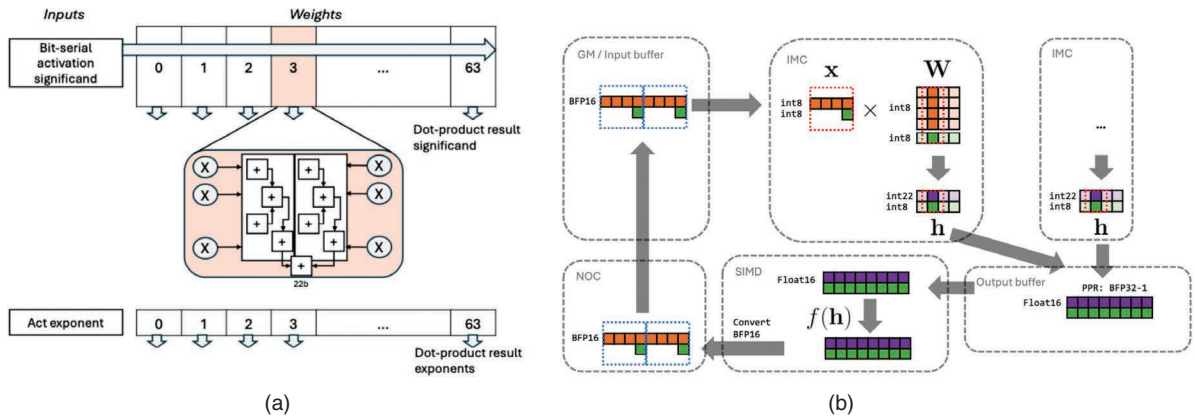 Inputs
Weights
Bit-serial
activation
significand
0
1
2
3
...
63
Dot-product result
significand
X
X
X
X
X
X
+
+
+
+
+
+
+
+
+
22b
Act exponent
0
1
2
3
...
63
Dot-product result
exponents
(a)
GM / Input buffer
BFP16
IMC
x
W
int8
int8
×
int8
int8
int22
int8
h
IMC
...
int22
int8
h
NOC
BFP16
SIMD
Float16
f(h)
Convert
BFP16
Output buffer
PPR: BFP32-1
Float16
(b)